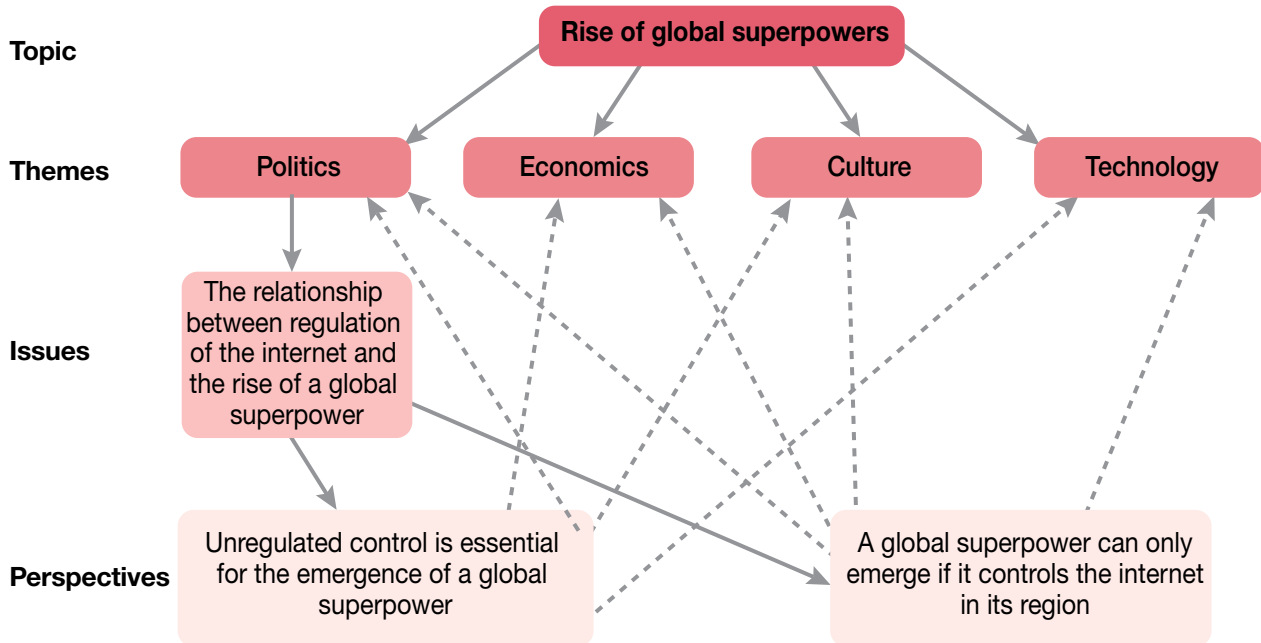 Topic
Rise of global superpowers
Themes
Politics
Economics
Culture
Technology
Issues
The relationship
between regulation
of the internet and
the rise of a global
superpower
Perspectives
Unregulated control is essential
for the emergence of a global
superpower
A global superpower can only
emerge if it controls the internet
in its region